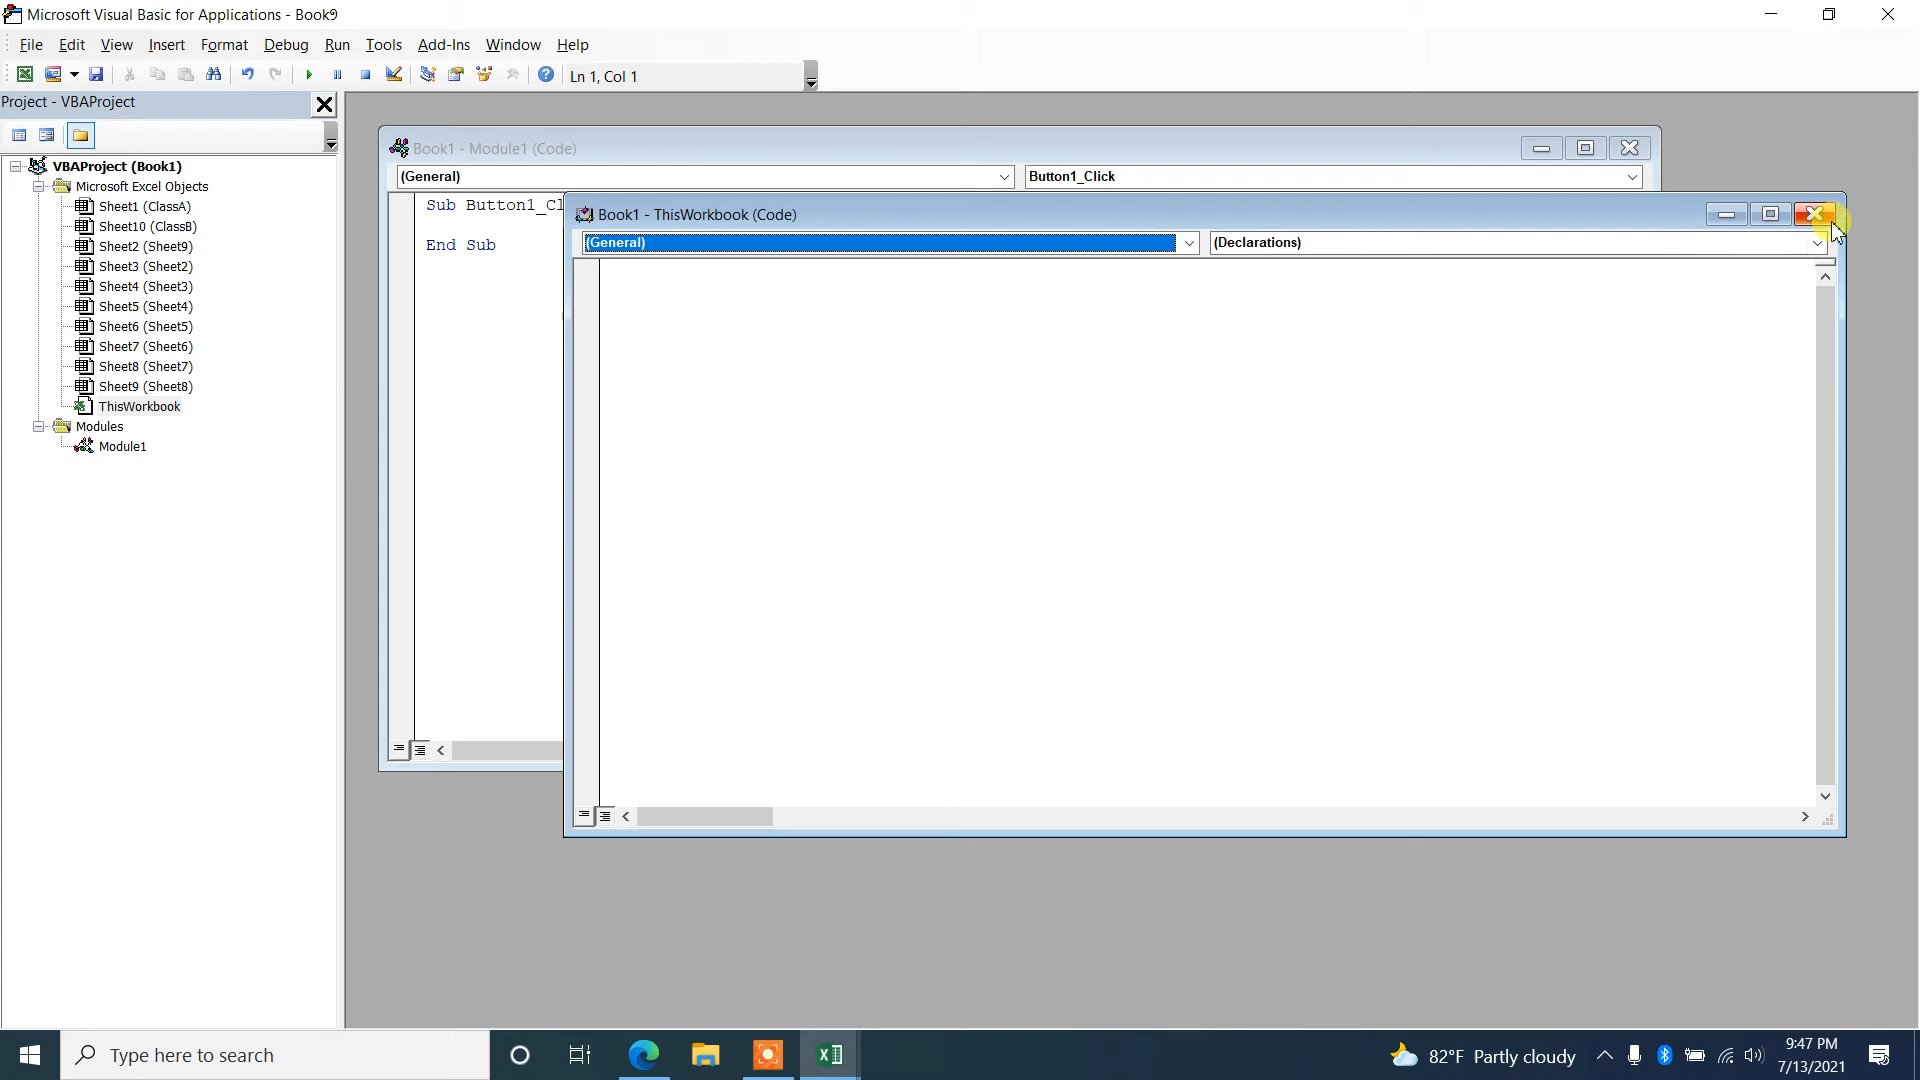 Microsoft Visual Basic for Applications - Book9
File Edit View Insert Format Debug Run Tools Add-Ins Window Help
Ln 1, Col 1
Project - VBAProject
VBAProject (Book1)
Microsoft Excel Objects
Sheet1 (ClassA)
Sheet10 (ClassB)
Sheet2 (Sheet9)
Sheet3 (Sheet2)
Sheet4 (Sheet3)
Sheet5 (Sheet4)
Sheet6 (Sheet5)
Sheet7 (Sheet6)
Sheet8 (Sheet7)
Sheet9 (Sheet8)
ThisWorkbook
Modules
Module1
Book1 - Module1 (Code)
(General) Button1_Click
Sub Button1_Cl
End Sub
Book1 - ThisWorkbook (Code)
(General) (Declarations)
Type here to search
82°F Partly cloudy
9:47 PM
7/13/2021